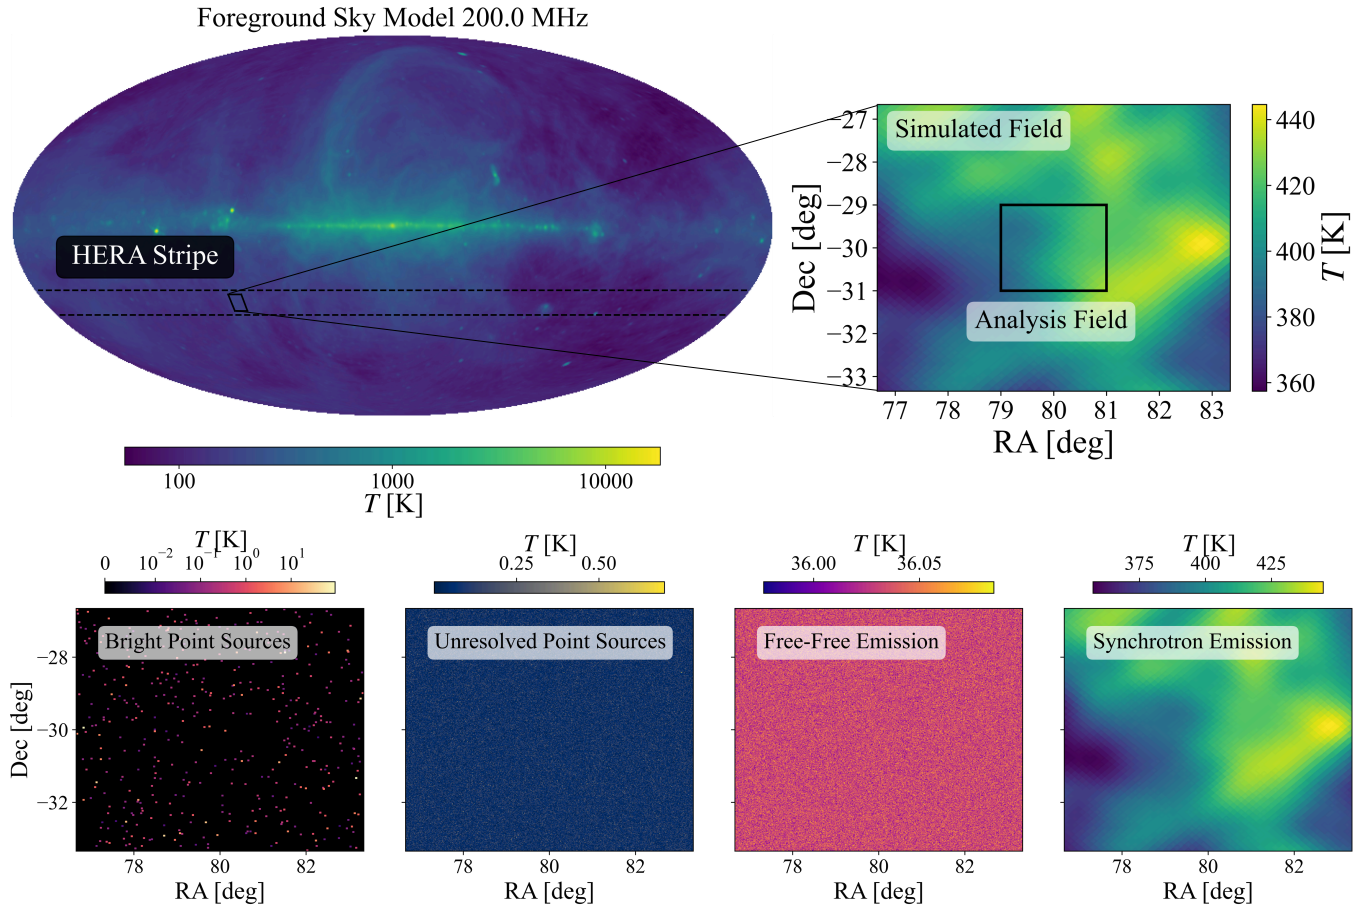 Foreground Sky Model 200.0 MHz
HERA Stripe
100 1000 10000
T [K]
Simulated Field
Analysis Field
−27
−28
−29
−30
−31
−32
−33
Dec [deg]
77 78 79 80 81 82 83
RA [deg]
440
420
400
380
360
T [K]
T [K]
0 10⁻² 10⁻¹ 10⁰ 10¹
Bright Point Sources
−28
−30
−32
Dec [deg]
78 80 82
RA [deg]
T [K]
0.25 0.50
Unresolved Point Sources
78 80 82
RA [deg]
T [K]
36.00 36.05
Free-Free Emission
78 80 82
RA [deg]
T [K]
375 400 425
Synchrotron Emission
78 80 82
RA [deg]